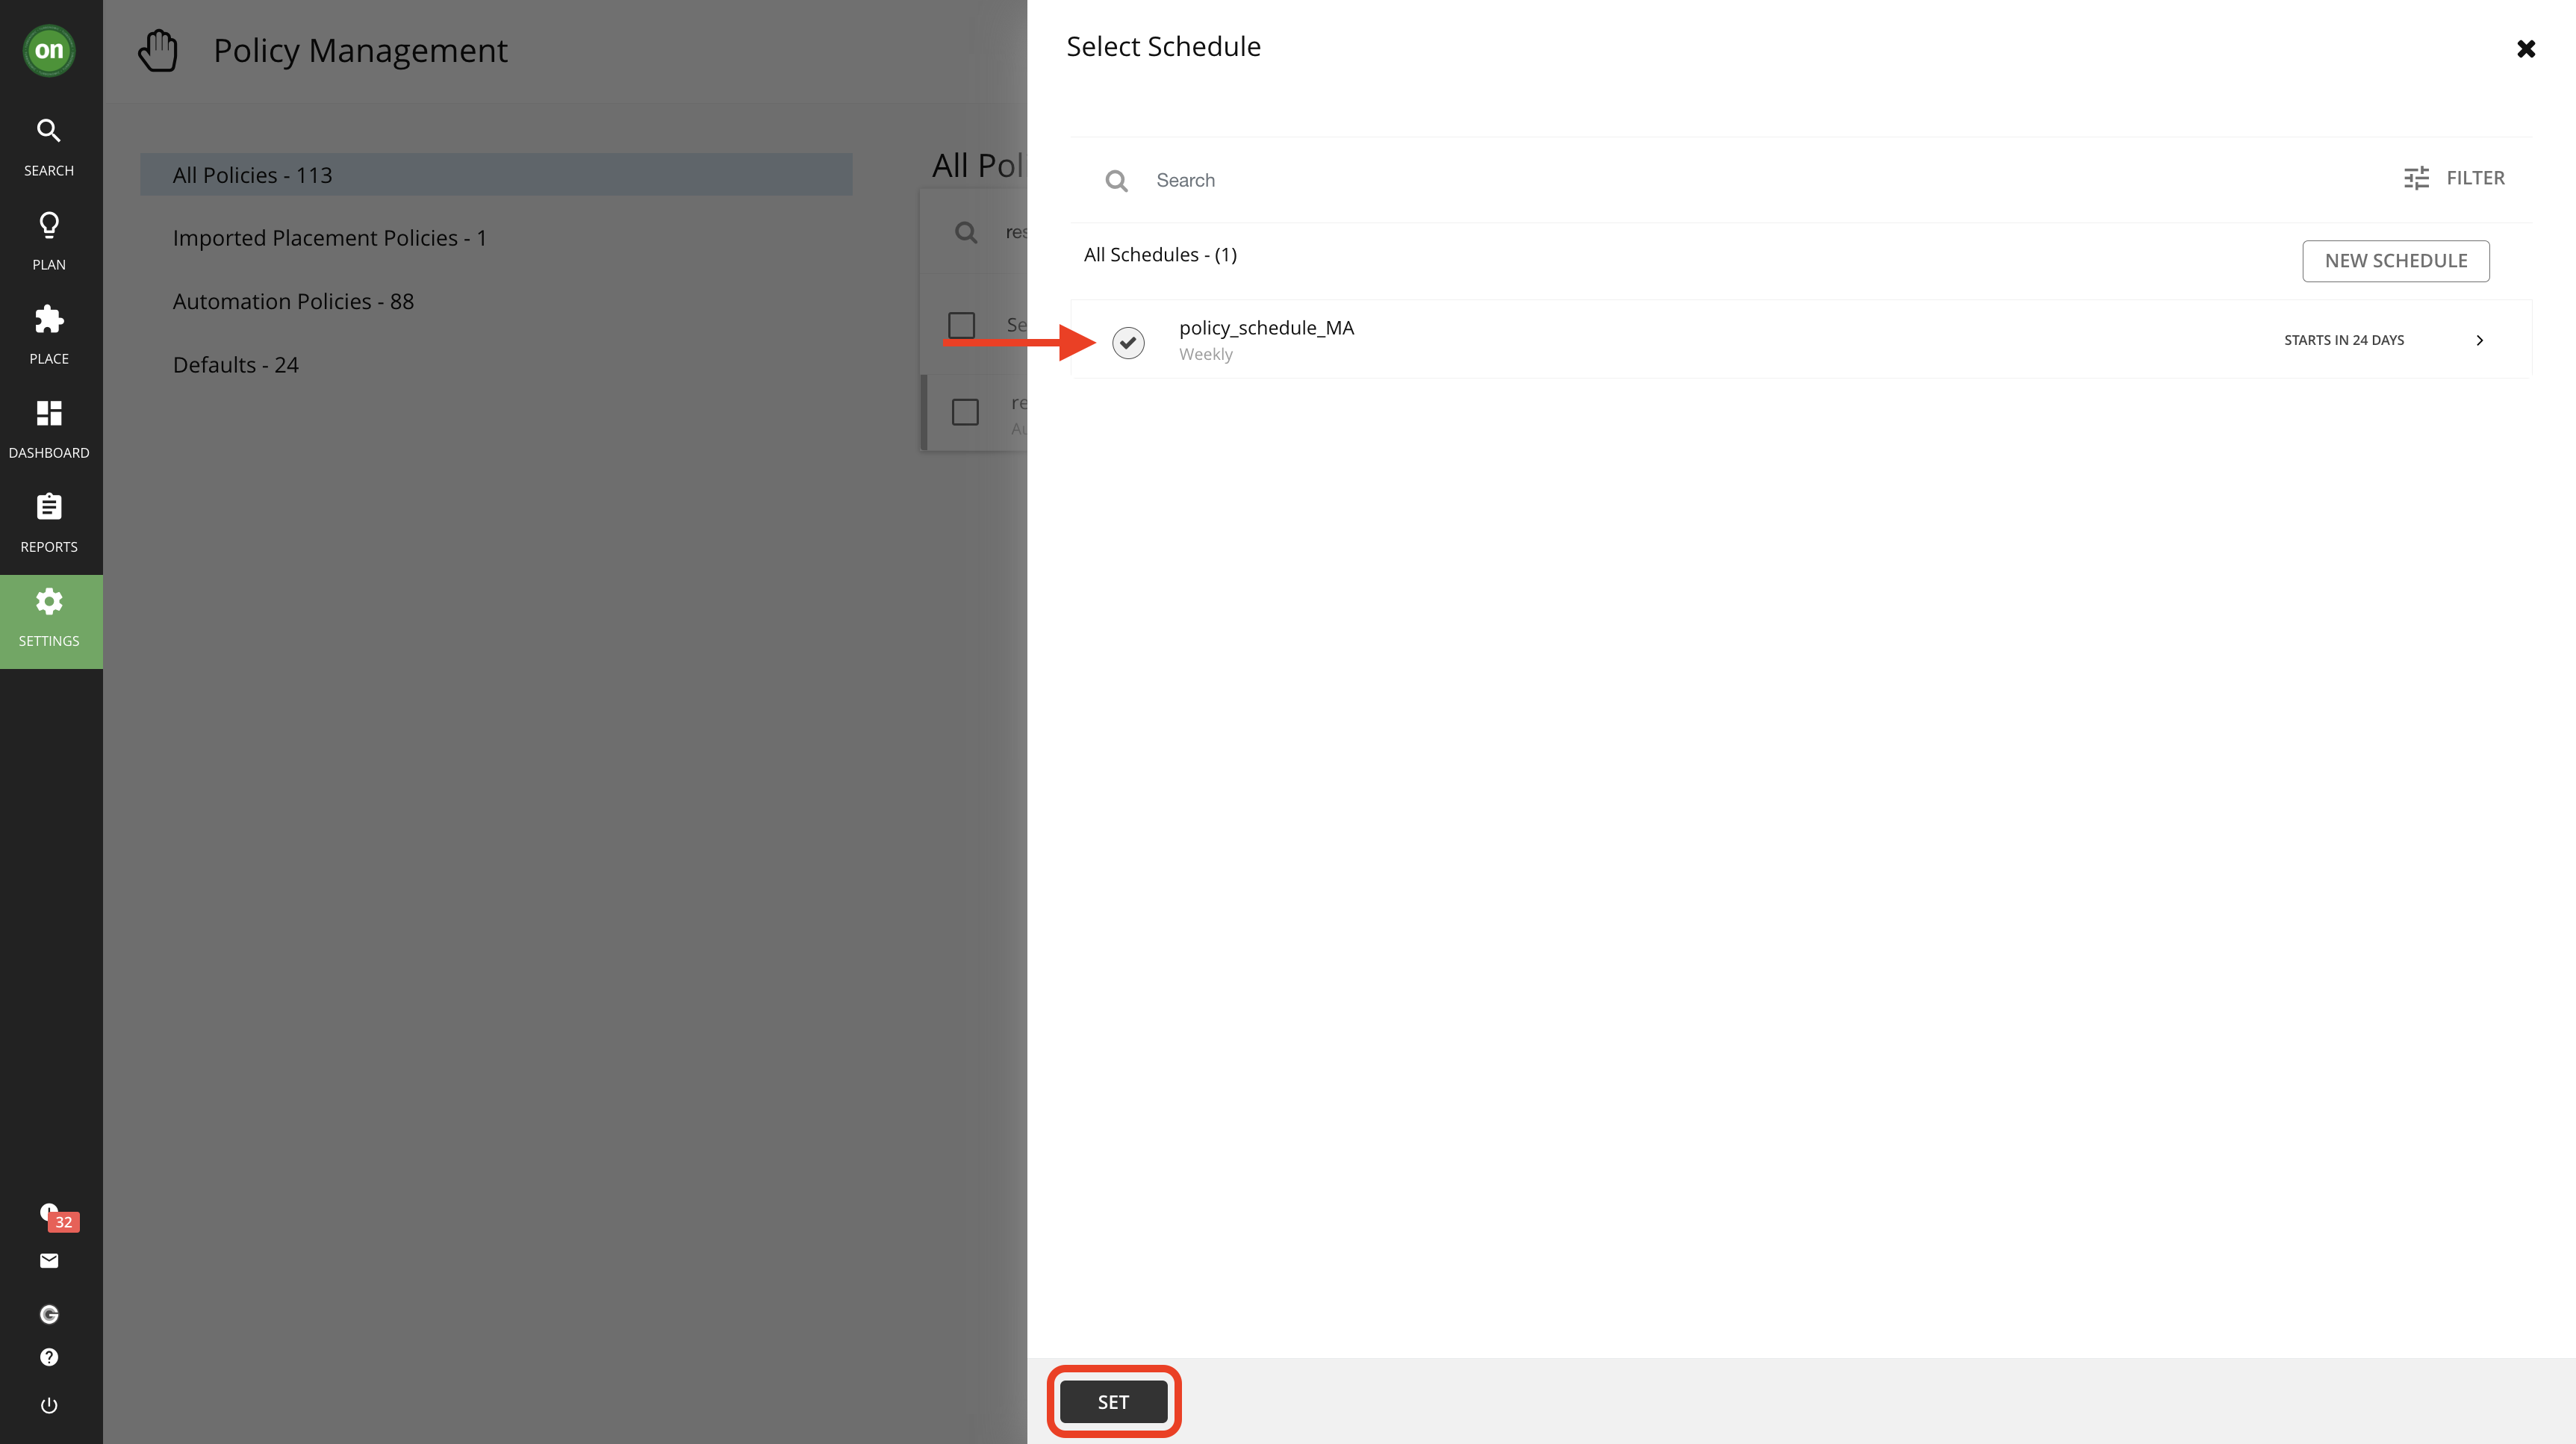 on
SEARCH
PLAN
PLACE
DASHBOARD
REPORTS
SETTINGS
32
Policy Management
All Policies - 113
Imported Placement Policies - 1
Automation Policies - 88
Defaults - 24
All Pol
res
Se
re
Au
Select Schedule
Search
FILTER
All Schedules - (1)
NEW SCHEDULE
policy_schedule_MA
Weekly
STARTS IN 24 DAYS
SET